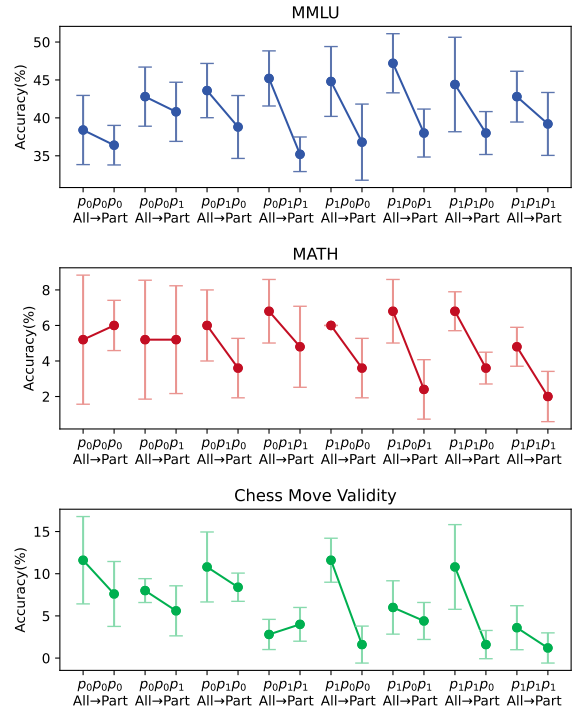 MMLU
Accuracy(%)
50
45
40
35
p₀p₀p₀ p₀p₀p₁ p₀p₁p₀ p₀p₁p₁ p₁p₀p₀ p₁p₀p₁ p₁p₁p₀ p₁p₁p₁
All→Part All→Part All→Part All→Part All→Part All→Part All→Part All→Part
MATH
Accuracy(%)
8
6
4
2
p₀p₀p₀ p₀p₀p₁ p₀p₁p₀ p₀p₁p₁ p₁p₀p₀ p₁p₀p₁ p₁p₁p₀ p₁p₁p₁
All→Part All→Part All→Part All→Part All→Part All→Part All→Part All→Part
Chess Move Validity
Accuracy(%)
15
10
5
0
p₀p₀p₀ p₀p₀p₁ p₀p₁p₀ p₀p₁p₁ p₁p₀p₀ p₁p₀p₁ p₁p₁p₀ p₁p₁p₁
All→Part All→Part All→Part All→Part All→Part All→Part All→Part All→Part